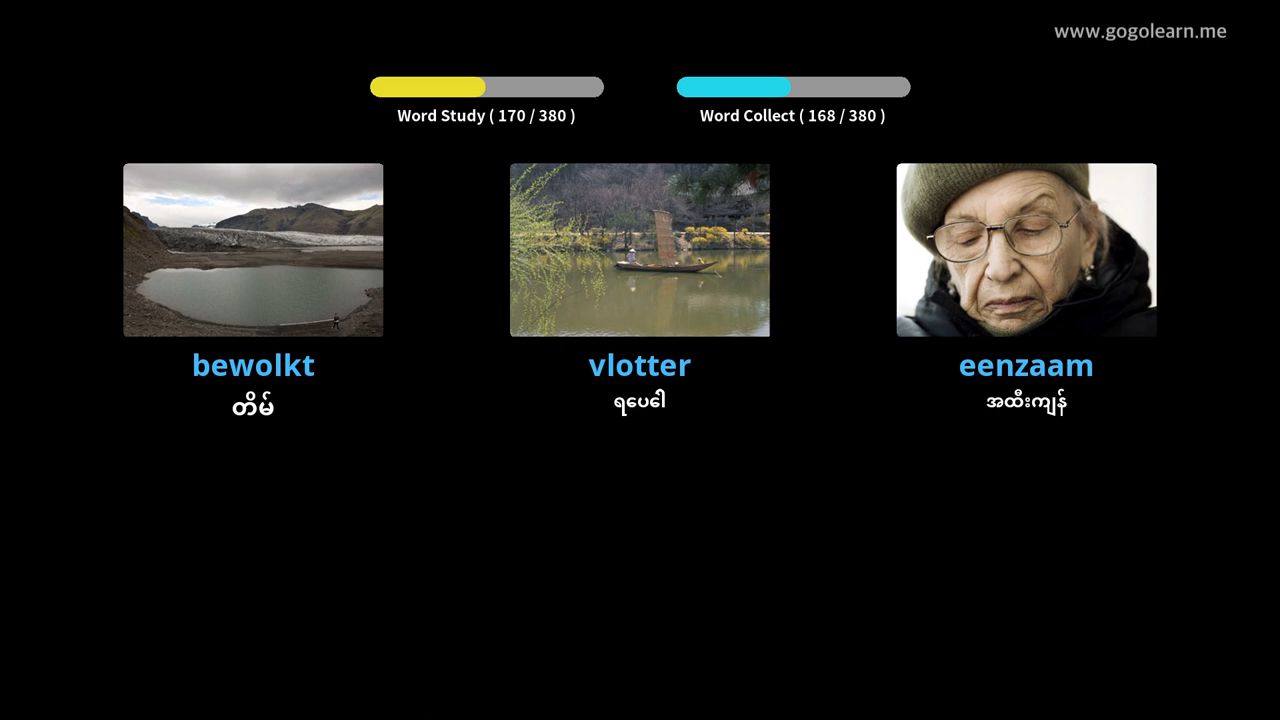 www.gogolearn.me
Word Study ( 170 / 380 )
Word Collect ( 168 / 380 )
bewolkt
vlotter
eenzaam
တိမ်
ရပေါ်
အထီးကျန်